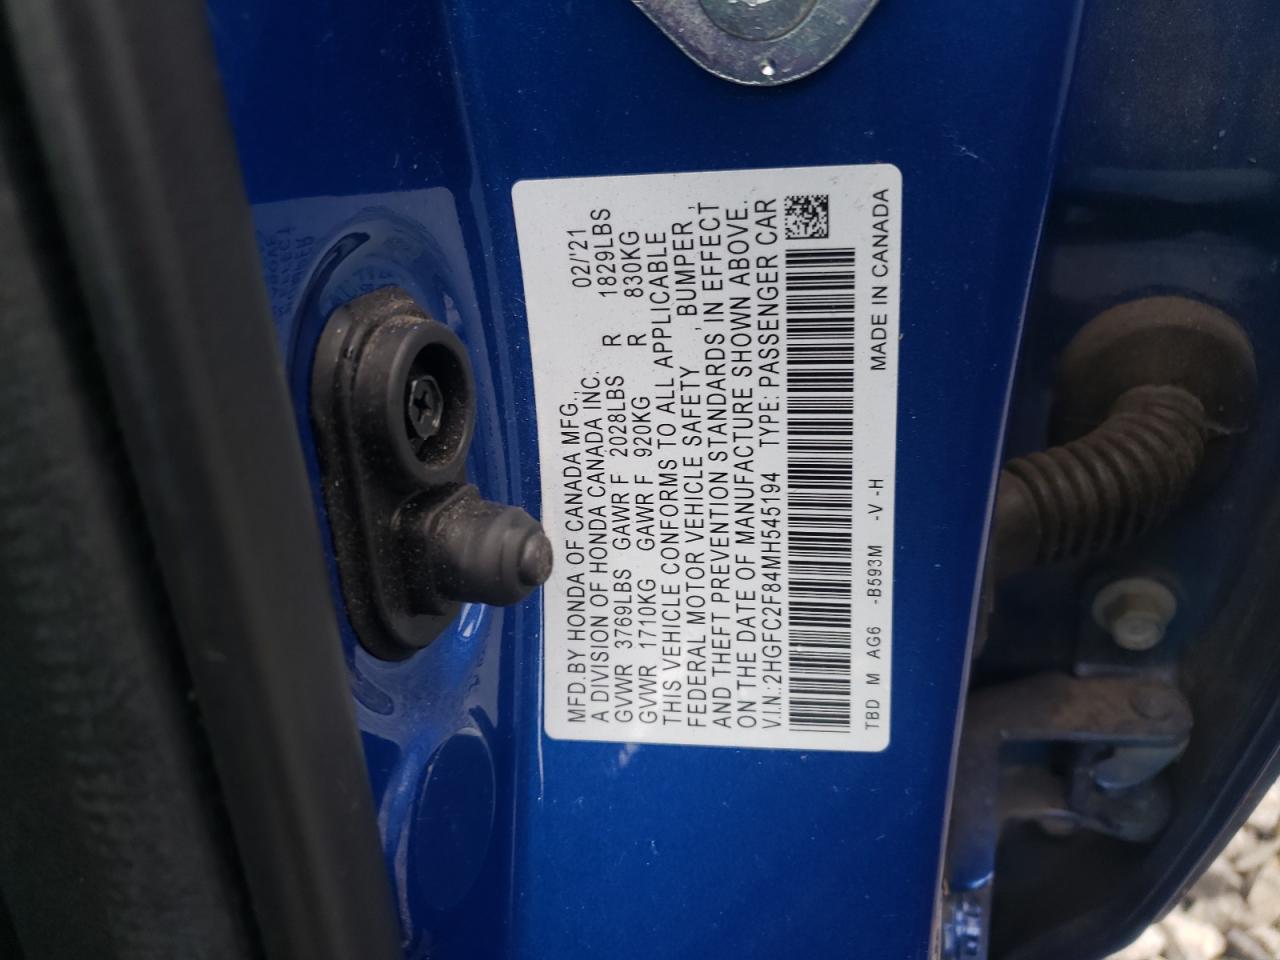 MFD.BY HONDA OF CANADA MFG., 02/'21
A DIVISION OF HONDA CANADA INC.
GVWR 3769LBS GAWR F 2028LBS R 1829LBS
GVWR 1710KG GAWR F 920KG R 830KG
THIS VEHICLE CONFORMS TO ALL APPLICABLE
FEDERAL MOTOR VEHICLE SAFETY , BUMPER ,
AND THEFT PREVENTION STANDARDS IN EFFECT
ON THE DATE OF MANUFACTURE SHOWN ABOVE.
V.I.N.:2HGFC2F84MH545194 TYPE: PASSENGER CAR
TBD M AG6 -B593M -V -H MADE IN CANADA